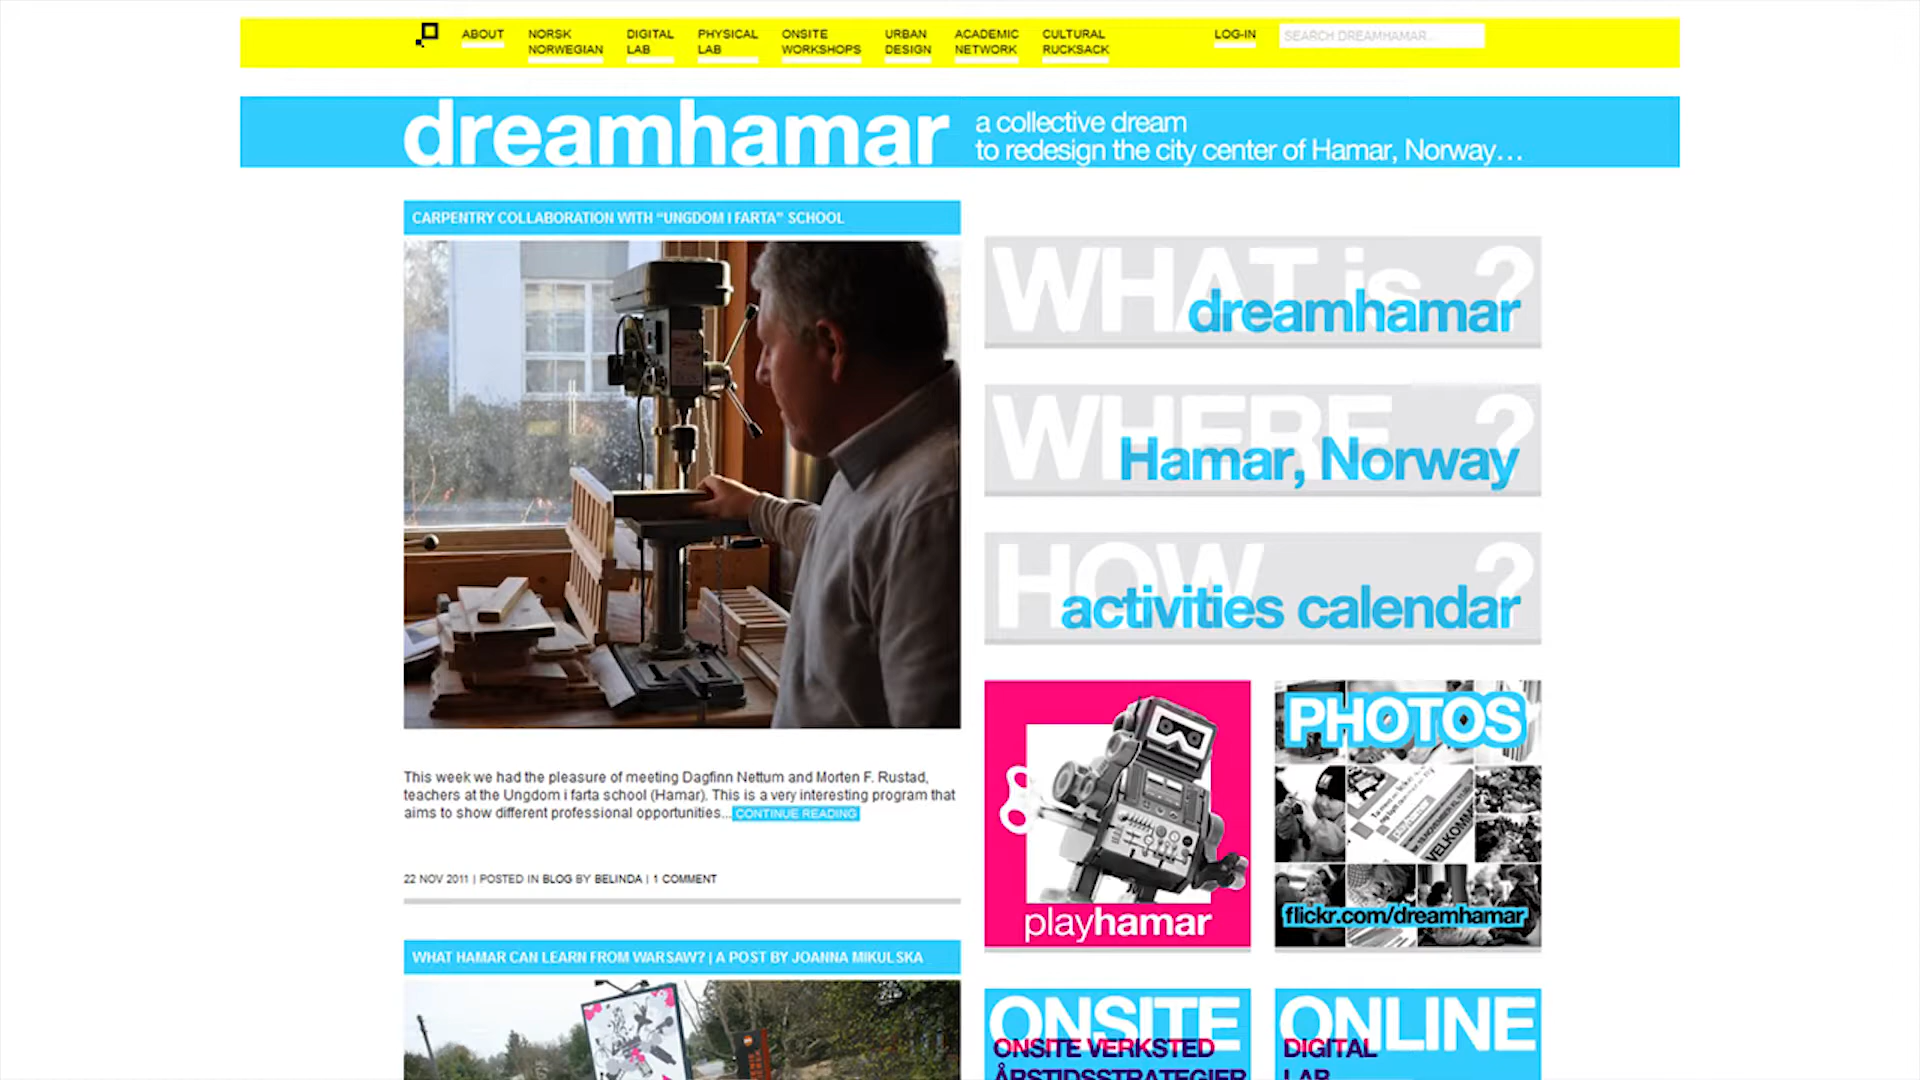 ABOUT
NORSK
NORWEGIAN
DIGITAL
LAB
PHYSICAL
LAB
ONSITE
WORKSHOPS
URBAN
DESIGN
ACADEMIC
NETWORK
CULTURAL
RUCKSACK
LOG-IN
SEARCH DREAMHAMAR...
dreamhamar
a collective dream
to redesign the city center of Hamar, Norway...
CARPENTRY COLLABORATION WITH “UNGDOM I FARTA” SCHOOL
WHAT is ?
dreamhamar
WHERE ?
Hamar, Norway
HOW ?
activities calendar
This week we had the pleasure of meeting Dagfinn Nettum and Morten F. Rustad,
teachers at the Ungdom i farta school (Hamar). This is a very interesting program that
aims to show different professional opportunities... CONTINUE READING
22 NOV 2011 | POSTED IN BLOG BY BELINDA | 1 COMMENT
playhamar
PHOTOS
playhamar
VELKOMM
flickr.com/dreamhamar
WHAT HAMAR CAN LEARN FROM WARSAW? | A POST BY JOANNA MIKULSKA
ONSITE
ONSITE VERKSTED
ÅRSTIDSSTRATEGIER
ONLINE
DIGITAL
LAB